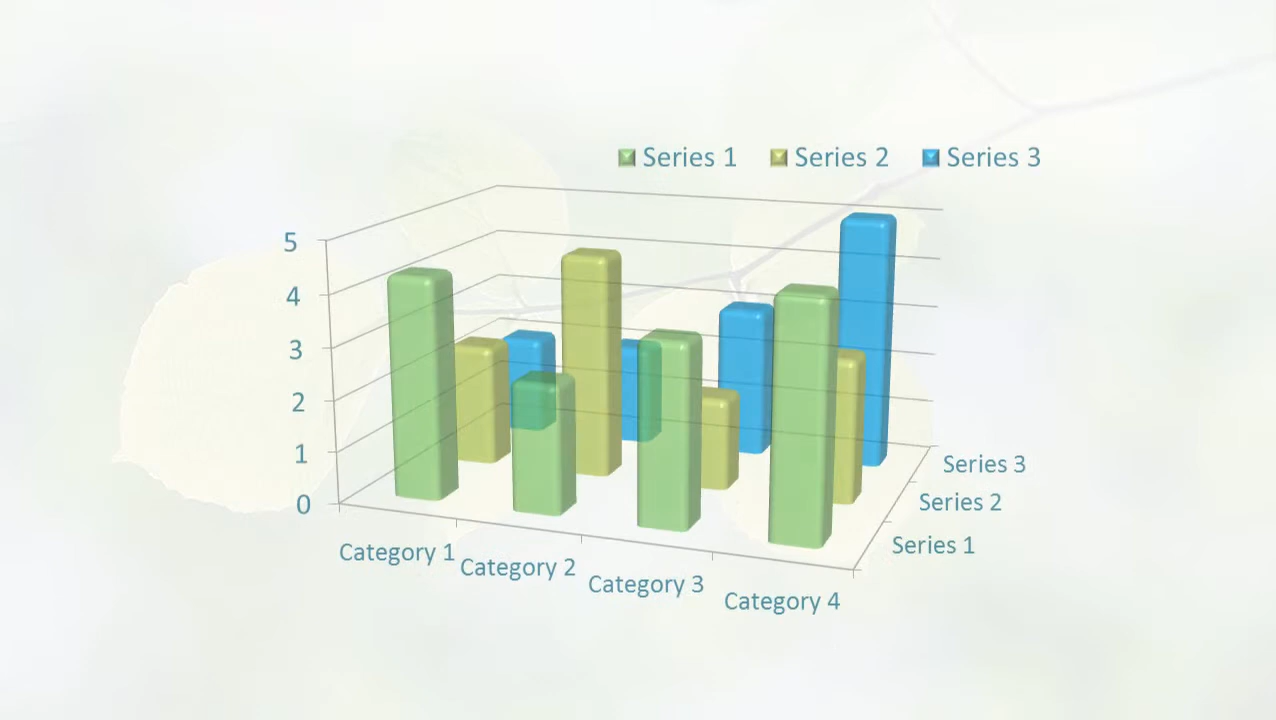 Series 1 Series 2 Series 3
5
4
3
2
1
0
Series 3
Series 2
Series 1
Category 1
Category 2
Category 3
Category 4